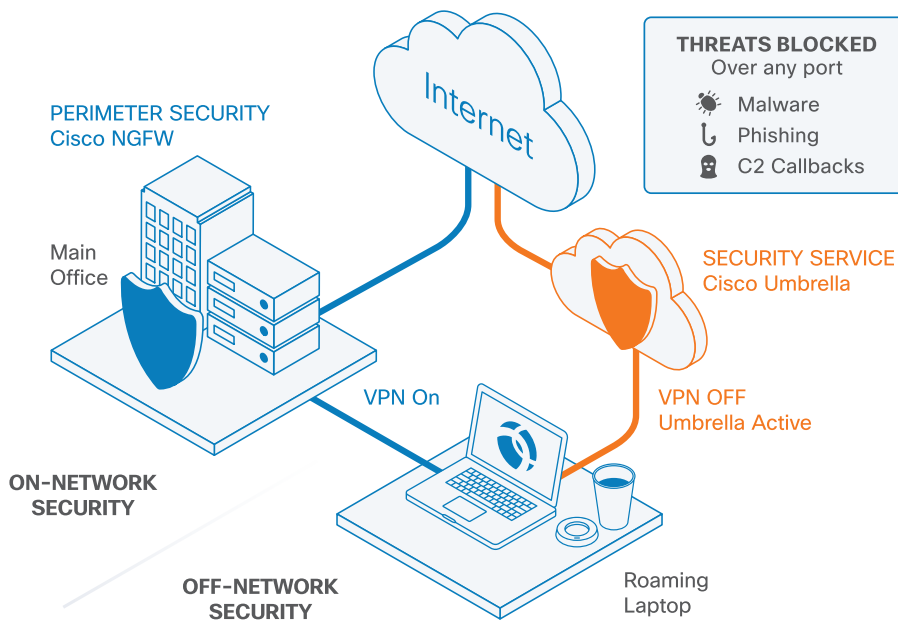 Internet
THREATS BLOCKED
Over any port
Malware
Phishing
C2 Callbacks
PERIMETER SECURITY
Cisco NGFW
Main
Office
SECURITY SERVICE
Cisco Umbrella
VPN On
VPN OFF
Umbrella Active
ON-NETWORK
SECURITY
OFF-NETWORK
SECURITY
Roaming
Laptop